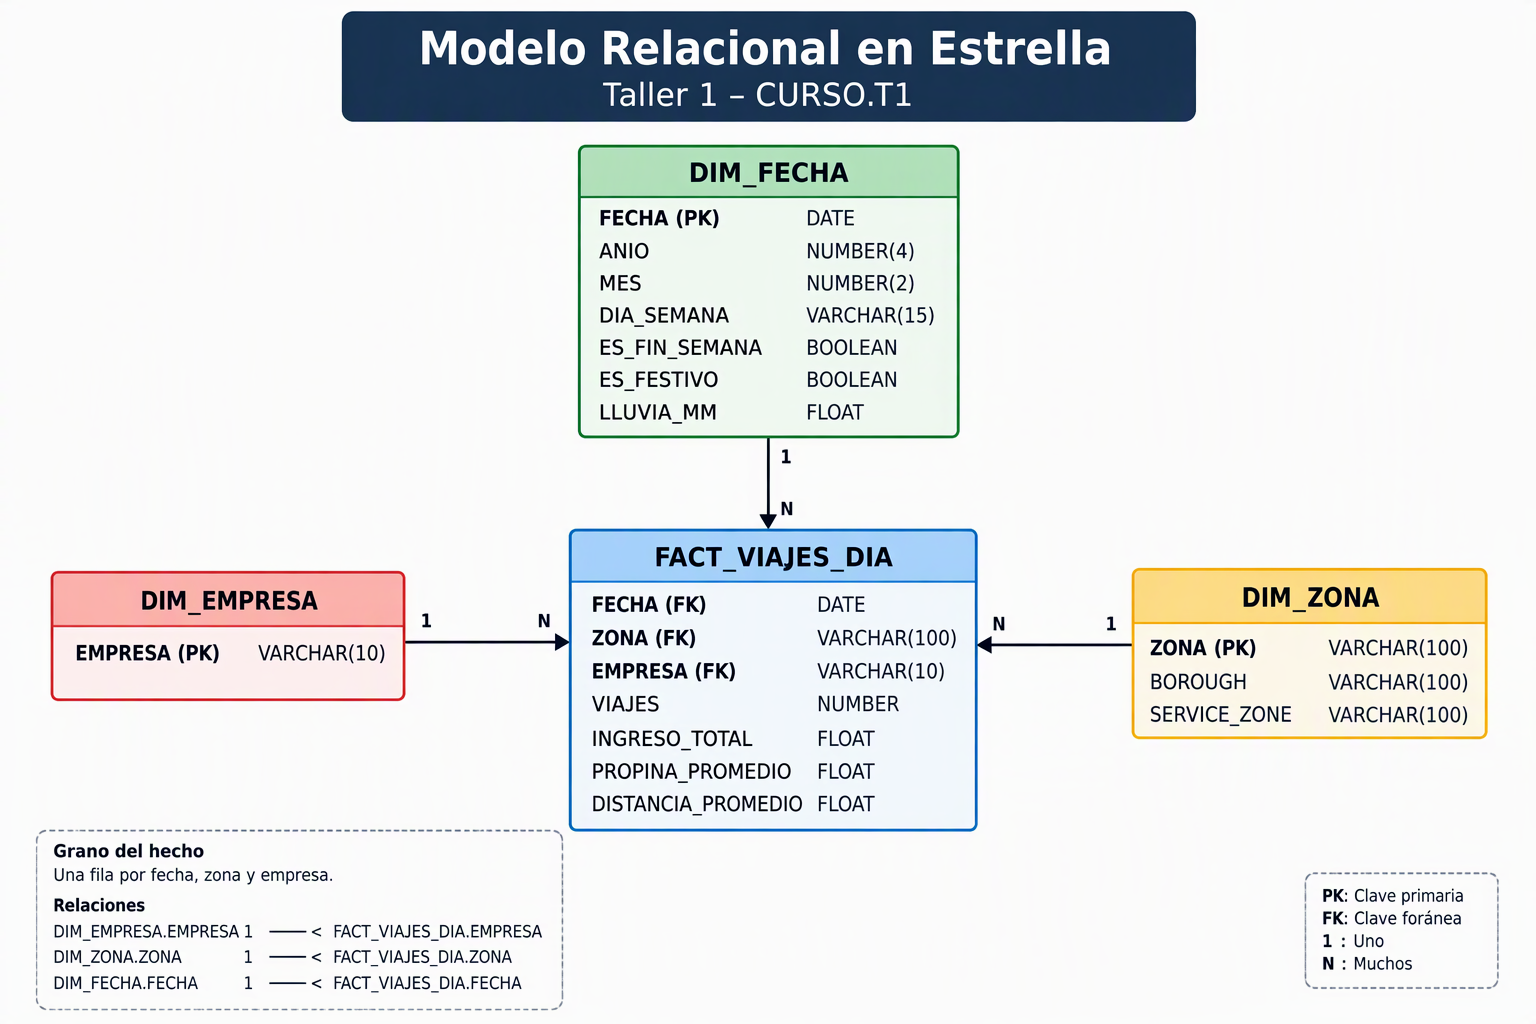 Modelo Relacional en Estrella
Taller 1 – CURSO.T1
DIM_FECHA
FECHA (PK) DATE
ANIO NUMBER(4)
MES NUMBER(2)
DIA_SEMANA VARCHAR(15)
ES_FIN_SEMANA BOOLEAN
ES_FESTIVO BOOLEAN
LLUVIA_MM FLOAT
1
N
DIM_EMPRESA
EMPRESA (PK) VARCHAR(10)
1 N
FACT_VIAJES_DIA
FECHA (FK) DATE
ZONA (FK) VARCHAR(100)
EMPRESA (FK) VARCHAR(10)
VIAJES NUMBER
INGRESO_TOTAL FLOAT
PROPINA_PROMEDIO FLOAT
DISTANCIA_PROMEDIO FLOAT
N 1
DIM_ZONA
ZONA (PK) VARCHAR(100)
BOROUGH VARCHAR(100)
SERVICE_ZONE VARCHAR(100)
Grano del hecho
Una fila por fecha, zona y empresa.
Relaciones
DIM_EMPRESA.EMPRESA 1 ——< FACT_VIAJES_DIA.EMPRESA
DIM_ZONA.ZONA 1 ——< FACT_VIAJES_DIA.ZONA
DIM_FECHA.FECHA 1 ——< FACT_VIAJES_DIA.FECHA
PK: Clave primaria
FK: Clave foránea
1 : Uno
N : Muchos